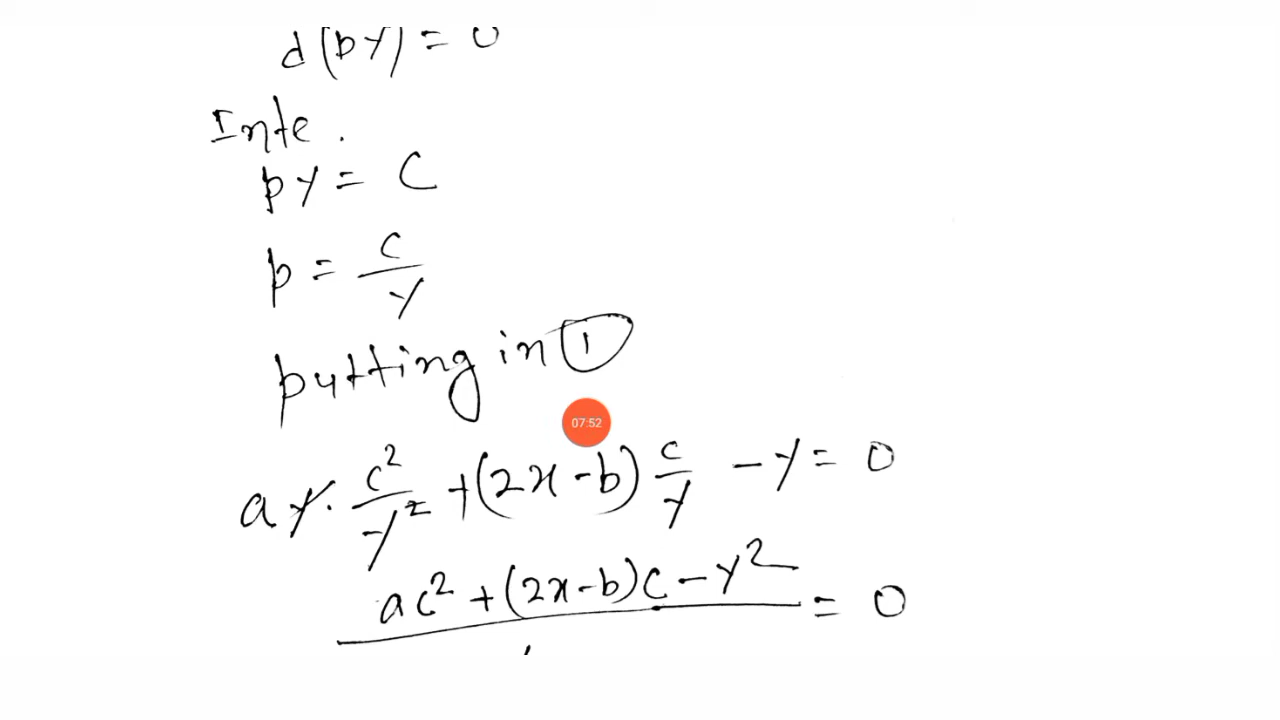 d(py) = 0
Inte.
py = c
p = c/y
putting in ①
07:52
ay. c²/y² + (2x-b) c/y - y = 0
ac² + (2x-b)c - y² = 0